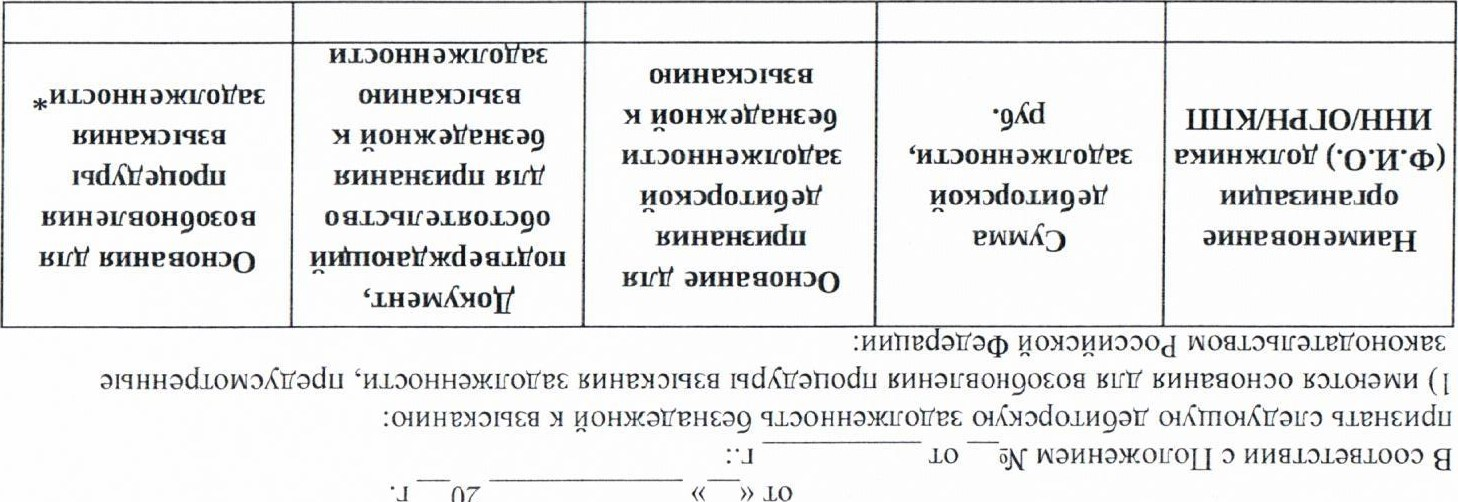 от «__» ______________ 20__ г.
В соответствии с Положением №__ от ____________ г.:
признать следующую дебиторскую задолженность безнадежной к взысканию:
1) имеются основания для возобновления процедуры взыскания задолженности, предусмотренные
законодательством Российской Федерации:
Наименование
организации
(Ф.И.О.) должника
ИНН/ОГРН/КПП
Сумма
дебиторской
задолженности,
руб.
Основание для
признания
дебиторской
задолженности
безнадежной к
взысканию
Документ,
подтверждающий
обстоятельство
для признания
безнадежной к
взысканию
задолженности
Основания для
возобновления
процедуры
взыскания
задолженности*